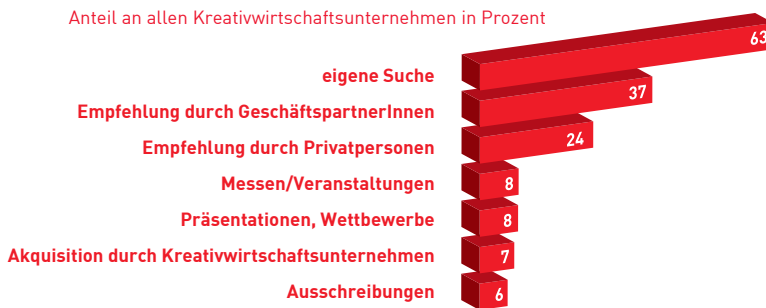 Anteil an allen Kreativwirtschaftsunternehmen in Prozent
eigene Suche 63
Empfehlung durch GeschäftspartnerInnen 37
Empfehlung durch Privatpersonen 24
Messen/Veranstaltungen 8
Präsentationen, Wettbewerbe 8
Akquisition durch Kreativwirtschaftsunternehmen 7
Ausschreibungen 6